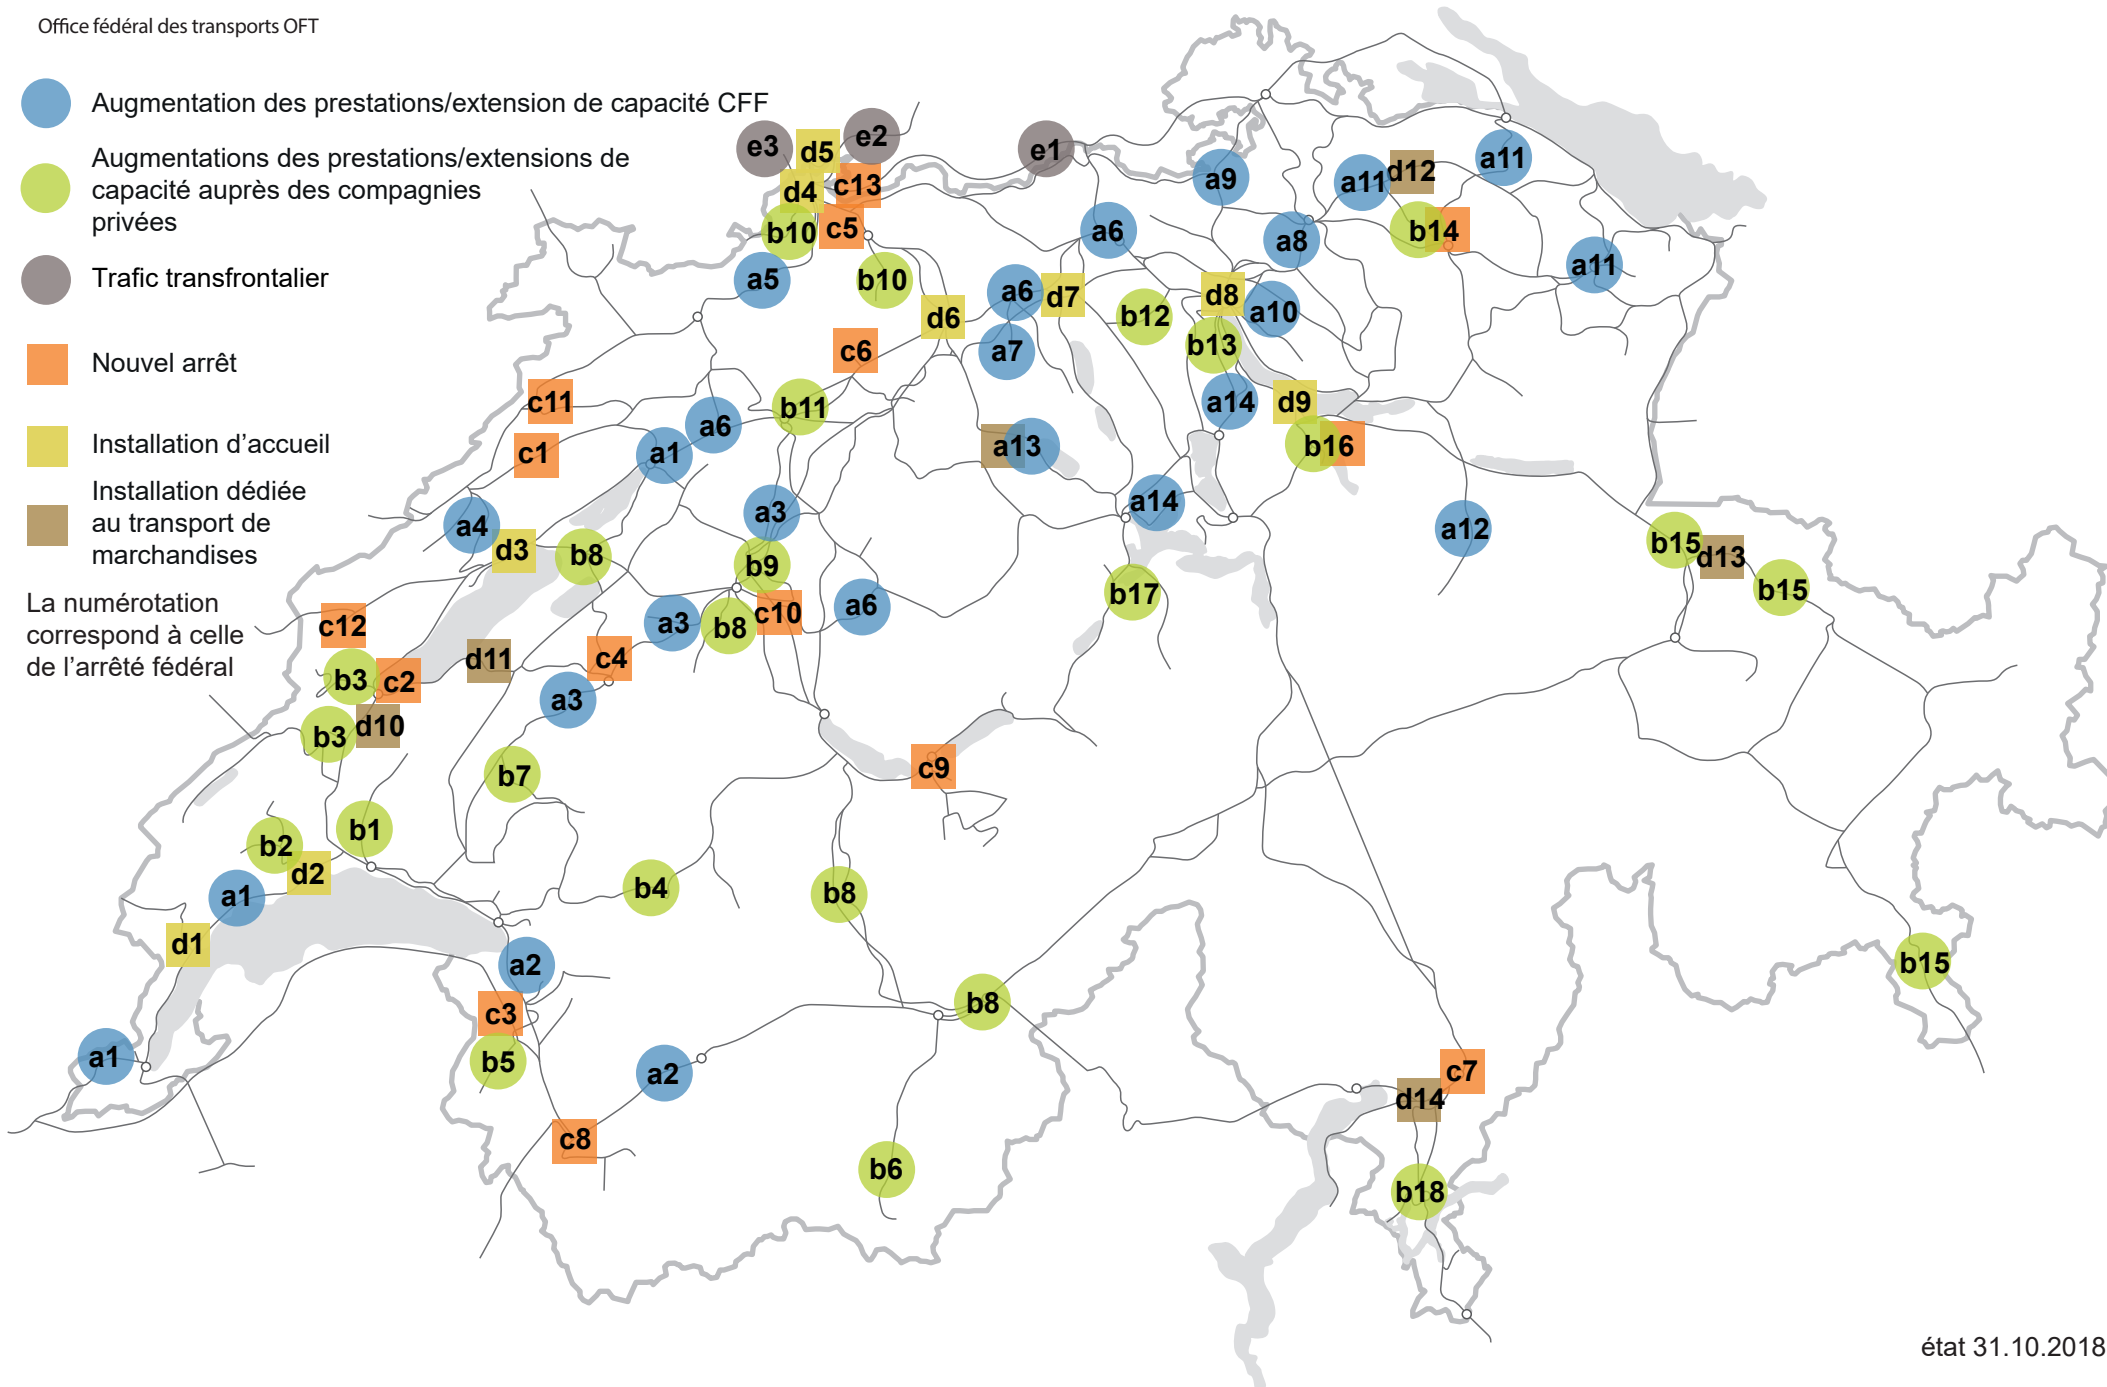 Office fédéral des transports OFT
Augmentation des prestations/extension de capacité CFF
Augmentations des prestations/extensions de
capacité auprès des compagnies
privées
Trafic transfrontalier
Nouvel arrêt
Installation d’accueil
Installation dédiée
au transport de
marchandises
La numérotation
correspond à celle
de l’arrêté fédéral
e3
d5
e2
e1
d4
c13
b10
c5
a5
b10
a9
a11
d12
a11
a6
a8
b14
a11
a6
d7
d8
a10
b12
d6
b13
a7
c6
c11
a6
b11
a14
d9
c1
a1
a13
b16
a4
a3
a14
a12
d3
b8
b9
b15
d13
b15
b17
c12
a3
b8
c10
a6
b3
c2
d11
c4
a3
b3
d10
b7
c9
b1
b2
d2
a1
b4
b8
d1
a2
b15
c3
b8
a1
b5
a2
c7
d14
c8
b6
b18
état 31.10.2018